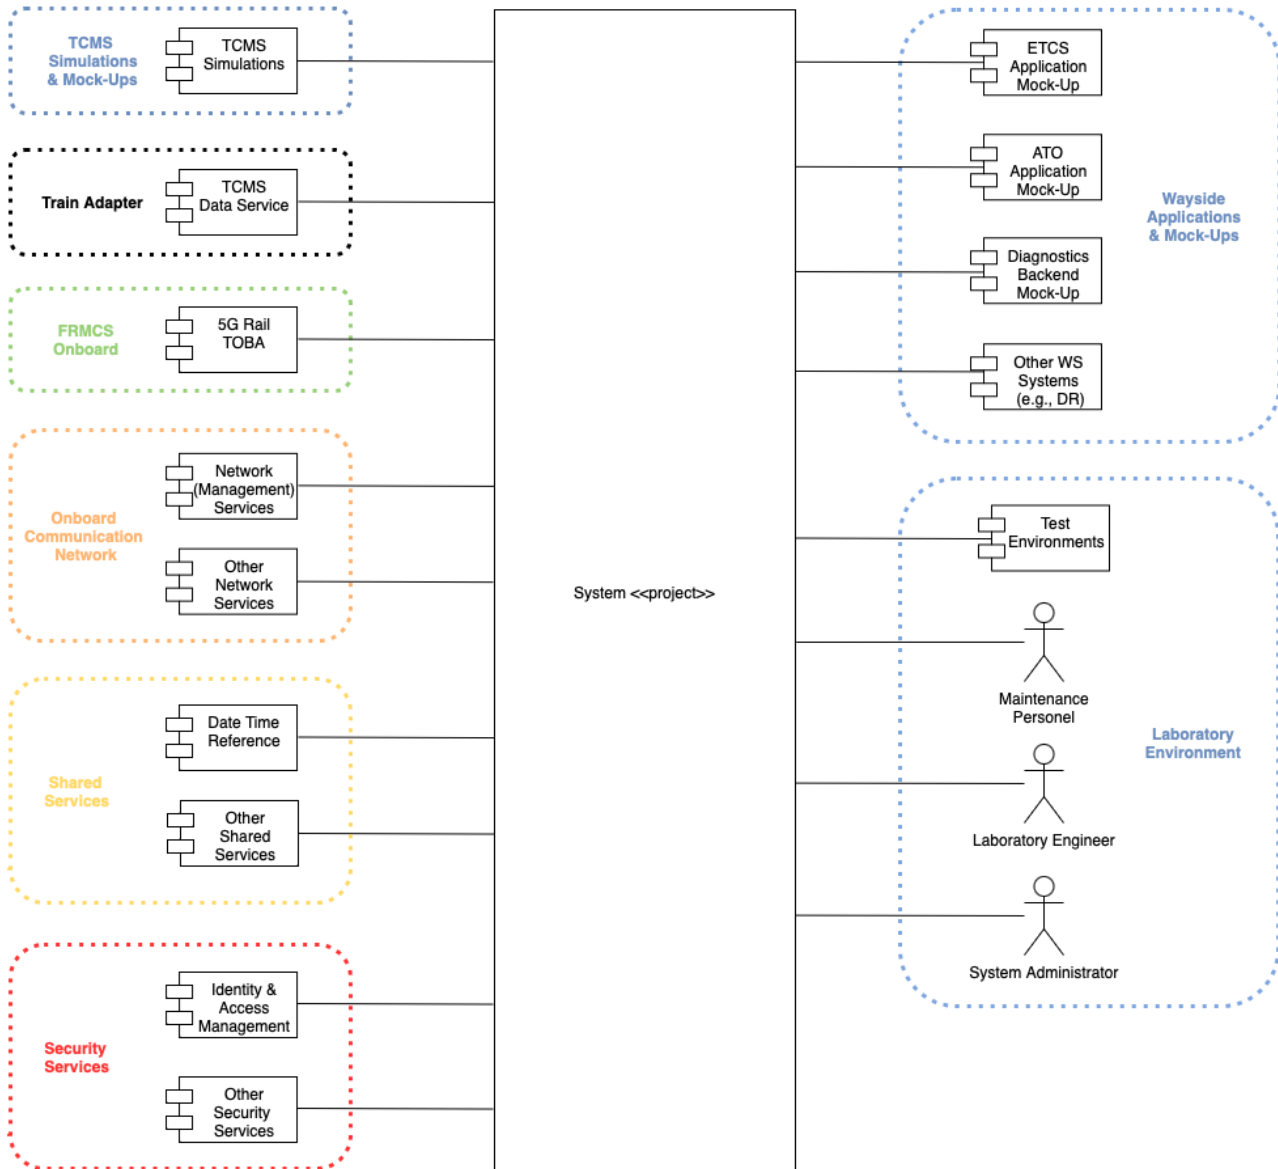 TCMS
Simulations
& Mock-Ups
TCMS
Simulations
Train Adapter
TCMS
Data Service
FRMCS
Onboard
5G Rail
TOBA
Onboard
Communication
Network
Network
(Management)
Services
Other
Network
Services
Shared
Services
Date Time
Reference
Other
Shared
Services
Security
Services
Identity &
Access
Management
Other
Security
Services
System <<project>>
ETCS
Application
Mock-Up
ATO
Application
Mock-Up
Diagnostics
Backend
Mock-Up
Other WS
Systems
(e.g., DR)
Wayside
Applications
& Mock-Ups
Test
Environments
Maintenance
Personel
Laboratory Engineer
System Administrator
Laboratory
Environment